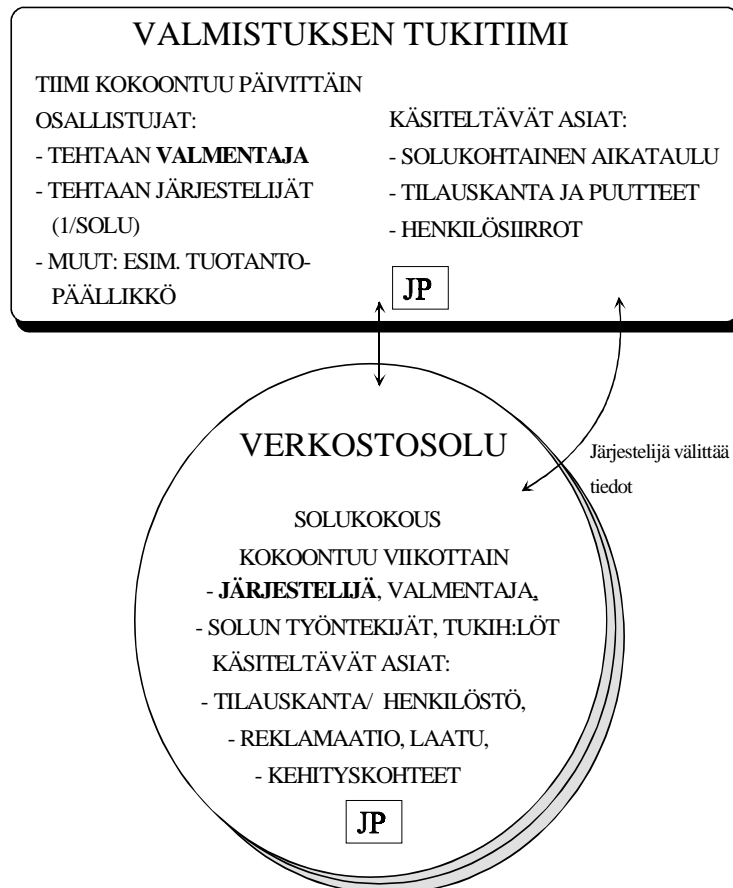 VALMISTUKSEN TUKITIIMI
TIIMI KOKOONTUU PÄIVITTÄIN
OSALLISTUJAT:
- TEHTAAN VALMENTAJA
- TEHTAAN JÄRJESTELIJÄT
(1/SOLU)
- MUUT: ESIM. TUOTANTO-
PÄÄLLIKKÖ
KÄSITELTÄVÄT ASIAT:
- SOLUKOHTAINEN AIKATAULU
- TILAUSKANTA JA PUUTTEET
- HENKILÖSIIRROT
JP
VERKOSTOSOLU
Järjestelijä välittää
tiedot
SOLUKOKOUS
KOKOONTUU VIIKOTTAIN
- JÄRJESTELIJÄ, VALMENTAJA,
- SOLUN TYÖNTEKIJÄT, TUKIH:LÖT
KÄSITELTÄVÄT ASIAT:
- TILAUSKANTA/ HENKILÖSTÖ,
- REKLAMAATIO, LAATU,
- KEHITYSKOHTEET
JP